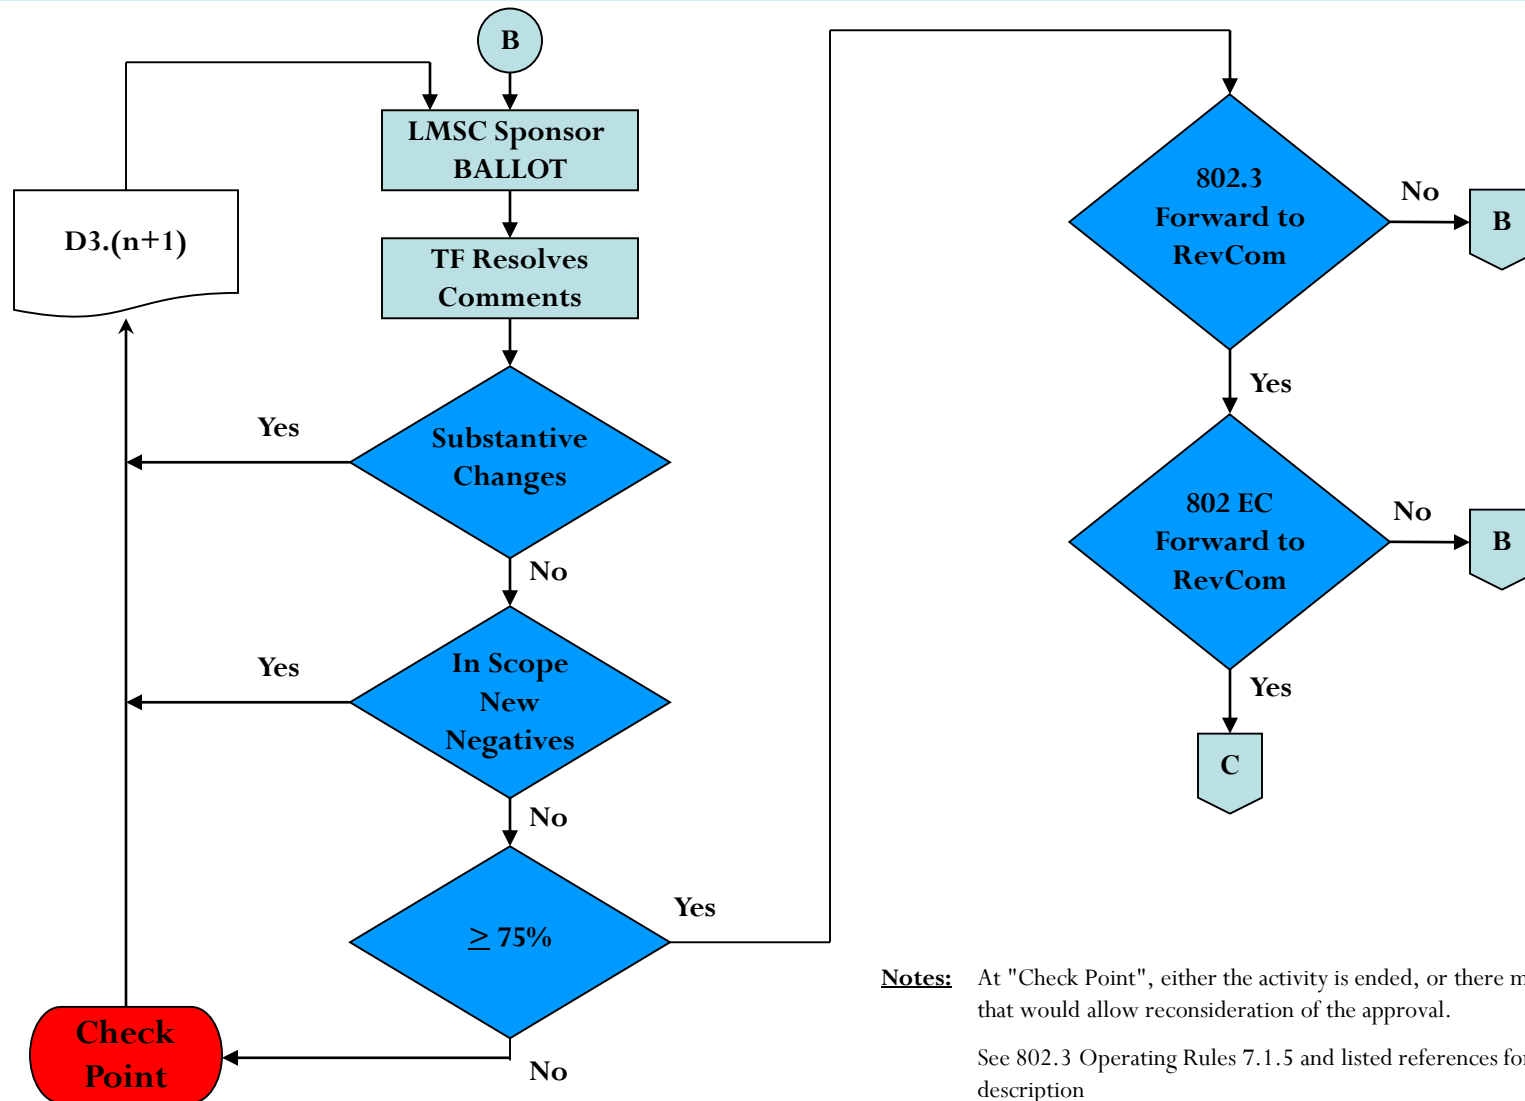 B
LMSC Sponsor
BALLOT
D3.(n+1)
TF Resolves
Comments
Yes
Substantive
Changes
No
Yes
In Scope
New
Negatives
No
≥ 75%
Yes
Check
Point
No
802.3
Forward to
RevCom
No
B
Yes
802 EC
Forward to
RevCom
No
B
Yes
C
Notes: At "Check Point", either the activity is ended, or there m
that would allow reconsideration of the approval.
See 802.3 Operating Rules 7.1.5 and listed references for
description